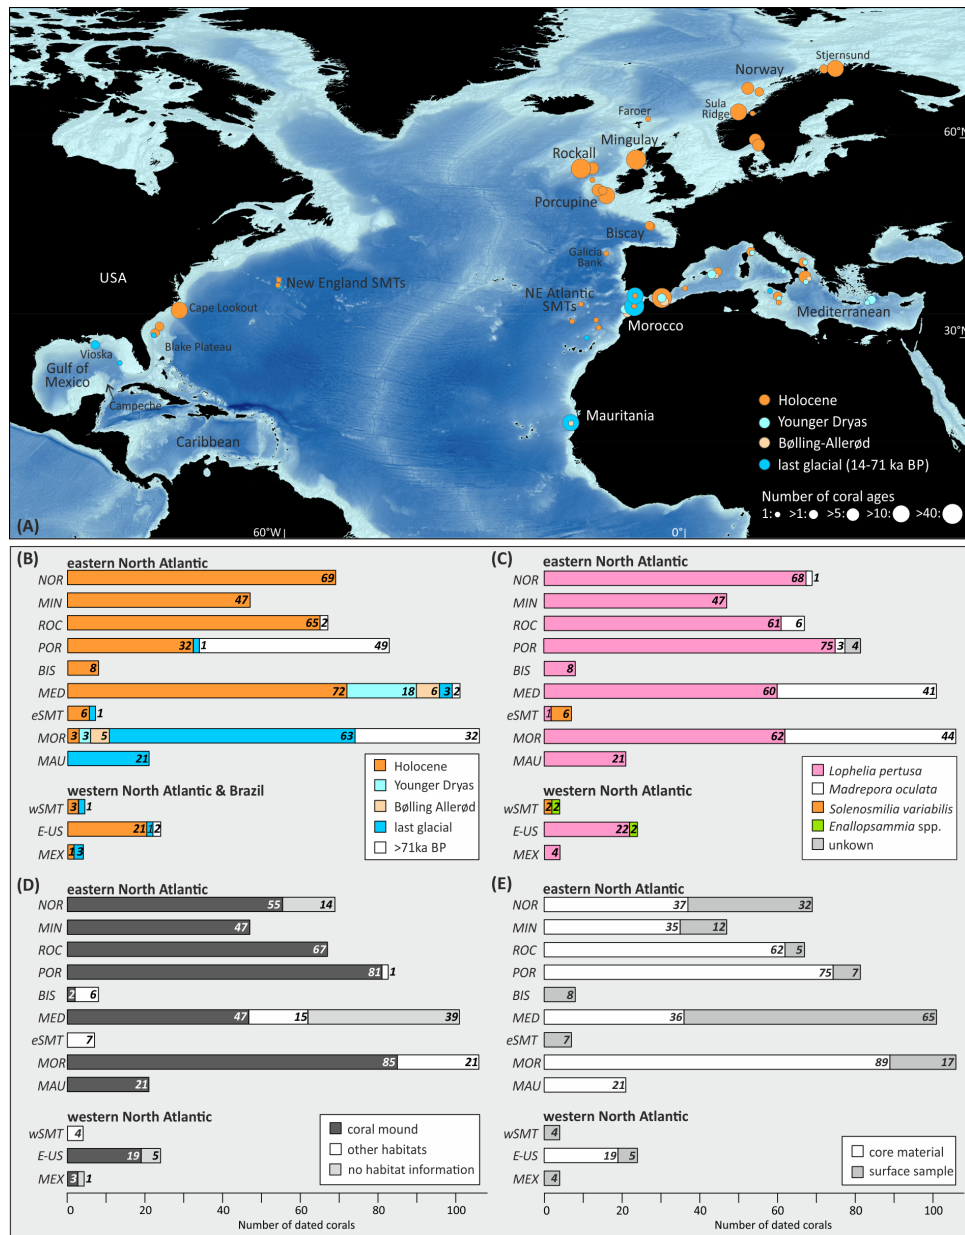 Stjernsund
Norway
Sula
Ridge
Faroer
60°N
Mingulay
Rockall
Porcupine
Biscay
Galicia
Bank
USA
New England SMTs
NE Atlantic
SMTs
Cape Lookout
Mediterranean
Morocco
30°N
Blake Plateau
Vioska
Gulf of
Mexico
Campeche
Mauritania
Caribbean
Holocene
Younger Dryas
Bølling-Allerød
last glacial (14-71 ka BP)
Number of coral ages
1: >1: >5: >10: >40:
(A)
60°W
0°
(B)
eastern North Atlantic
NOR 69
MIN 47
ROC 65 2
POR 32 1 49
BIS 8
MED 72 18 6 3 2
eSMT 6 1
MOR 3 3 5 63 32
MAU 21
western North Atlantic & Brazil
wSMT 3 1
E-US 21 1 2
MEX 1 3
Holocene
Younger Dryas
Bølling Allerød
last glacial
>71ka BP
(C)
eastern North Atlantic
NOR 68 1
MIN 47
ROC 61 6
POR 75 3 4
BIS 8
MED 60 41
eSMT 1 6
MOR 62 44
MAU 21
western North Atlantic
wSMT 2 2
E-US 22 2
MEX 4
Lophelia pertusa
Madrepora oculata
Solenosmilia variabilis
Enallopsammia spp.
unkown
(D)
eastern North Atlantic
NOR 55 14
MIN 47
ROC 67
POR 81 1
BIS 2 6
MED 47 15 39
eSMT 7
MOR 85 21
MAU 21
western North Atlantic
wSMT 4
E-US 19 5
MEX 3 1
coral mound
other habitats
no habitat information
0 20 40 60 80 100
Number of dated corals
(E)
eastern North Atlantic
NOR 37 32
MIN 35 12
ROC 62 5
POR 75 7
BIS 8
MED 36 65
eSMT 7
MOR 89 17
MAU 21
western North Atlantic
wSMT 4
E-US 19 5
MEX 4
core material
surface sample
0 20 40 60 80 100
Number of dated corals